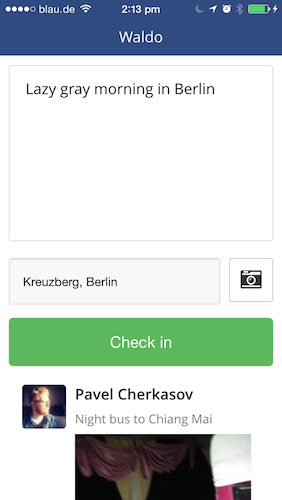 blau.de 2:13 pm
Waldo
Lazy gray morning in Berlin
Kreuzberg, Berlin
Check in
Pavel Cherkasov
Night bus to Chiang Mai